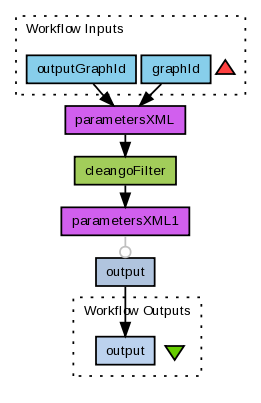 Workflow Inputs
outputGraphId graphId
parametersXML
cleangoFilter
parametersXML1
output
Workflow Outputs
output